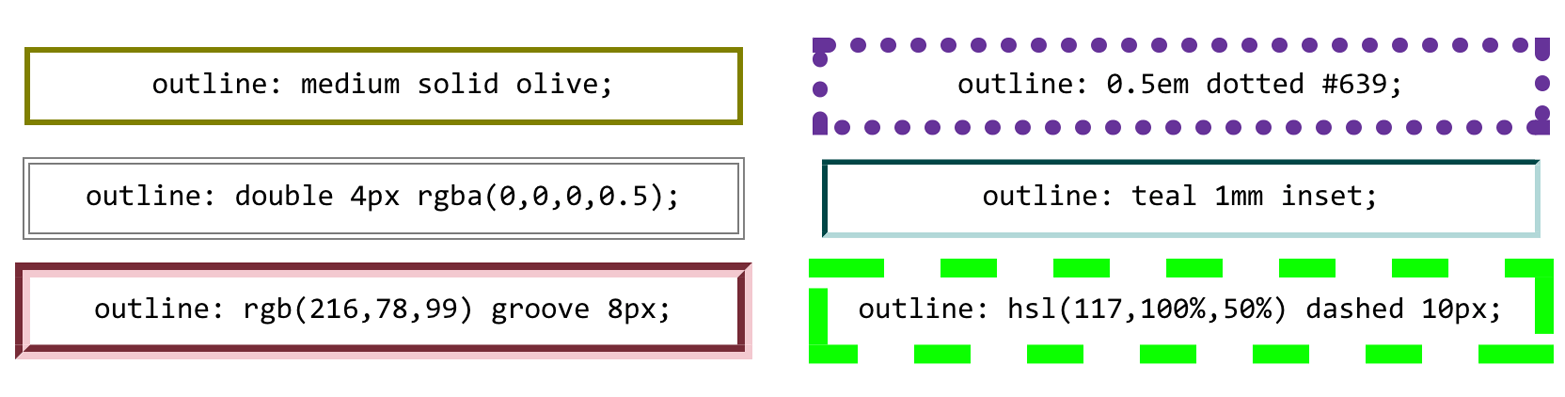 outline: medium solid olive;
outline: 0.5em dotted #639;
outline: double 4px rgba(0,0,0,0.5);
outline: teal 1mm inset;
outline: rgb(216,78,99) groove 8px;
outline: hsl(117,100%,50%) dashed 10px;